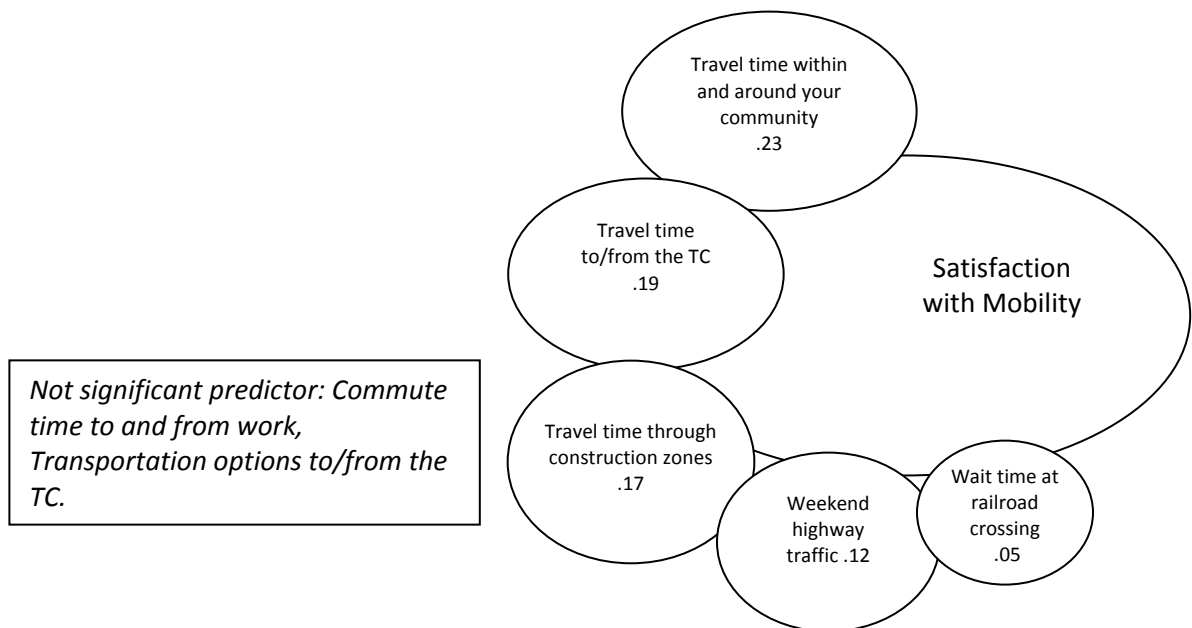 Travel time within
and around your
community
.23
Travel time
to/from the TC
.19
Satisfaction
with Mobility
Not significant predictor: Commute
time to and from work,
Transportation options to/from the
TC.
Travel time through
construction zones
.17
Weekend
highway
traffic .12
Wait time at
railroad
crossing
.05